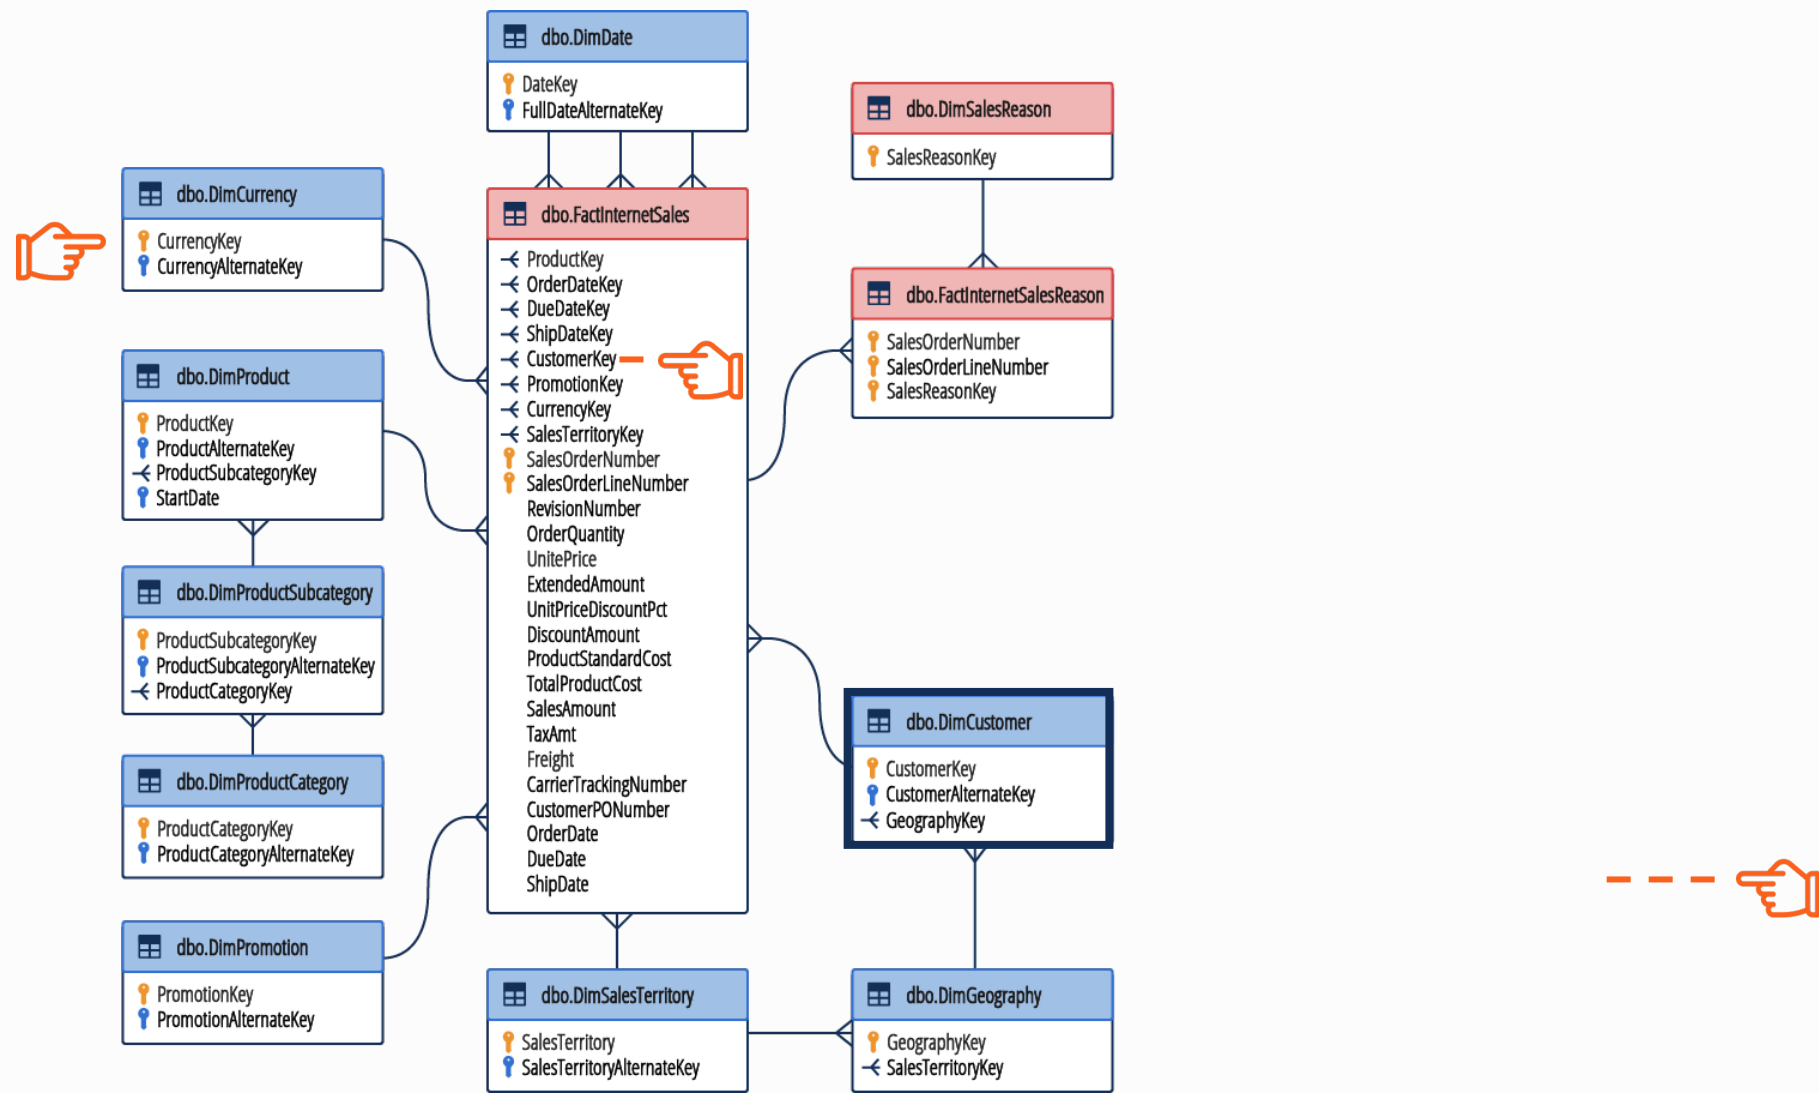 dbo.DimDate
DateKey
FullDateAlternateKey
dbo.DimSalesReason
SalesReasonKey
dbo.DimCurrency
CurrencyKey
CurrencyAlternateKey
dbo.FactInternetSales
ProductKey
OrderDateKey
DueDateKey
ShipDateKey
CustomerKey
PromotionKey
CurrencyKey
SalesTerritoryKey
SalesOrderNumber
SalesOrderLineNumber
RevisionNumber
OrderQuantity
UnitePrice
ExtendedAmount
UnitPriceDiscountPct
DiscountAmount
ProductStandardCost
TotalProductCost
SalesAmount
TaxAmt
Freight
CarrierTrackingNumber
CustomerPONumber
OrderDate
DueDate
ShipDate
dbo.FactInternetSalesReason
SalesOrderNumber
SalesOrderLineNumber
SalesReasonKey
dbo.DimProduct
ProductKey
ProductAlternateKey
ProductSubcategoryKey
StartDate
dbo.DimProductSubcategory
ProductSubcategoryKey
ProductSubcategoryAlternateKey
ProductCategoryKey
dbo.DimProductCategory
ProductCategoryKey
ProductCategoryAlternateKey
dbo.DimCustomer
CustomerKey
CustomerAlternateKey
GeographyKey
dbo.DimPromotion
PromotionKey
PromotionAlternateKey
dbo.DimSalesTerritory
SalesTerritory
SalesTerritoryAlternateKey
dbo.DimGeography
GeographyKey
SalesTerritoryKey